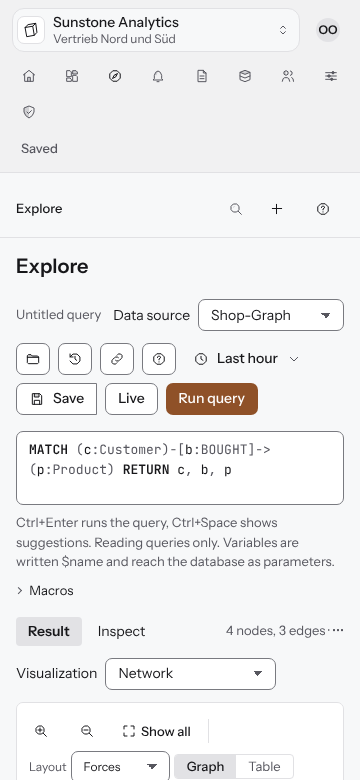 Sunstone Analytics
Vertrieb Nord und Süd
OO
Saved
Explore
Explore
Untitled query Data source Shop-Graph
Last hour
Save Live Run query
MATCH (c:Customer)-[b:BOUGHT]->
(p:Product) RETURN c, b, p
Ctrl+Enter runs the query, Ctrl+Space shows
suggestions. Reading queries only. Variables are
written $name and reach the database as parameters.
Macros
Result Inspect 4 nodes, 3 edges ·
Visualization Network
Show all
Layout Forces Graph Table